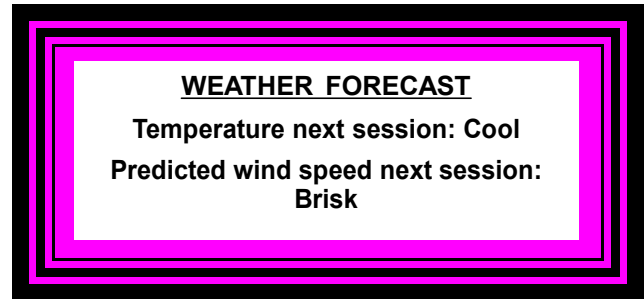 WEATHER FORECAST
Temperature next session: Cool
Predicted wind speed next session:
Brisk